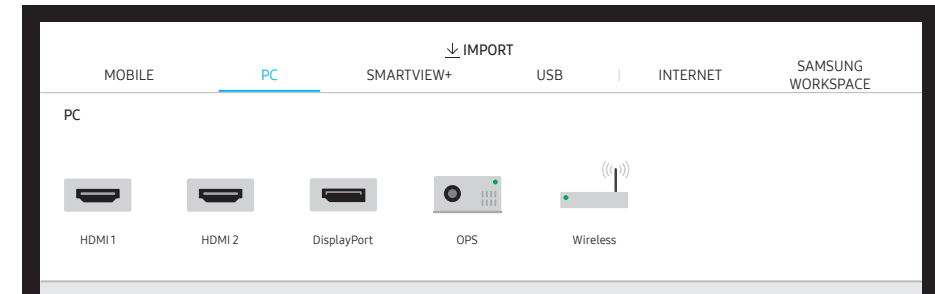 IMPORT
MOBILE PC SMARTVIEW+ USB INTERNET SAMSUNG WORKSPACE
PC
HDMI 1 HDMI 2 DisplayPort OPS Wireless